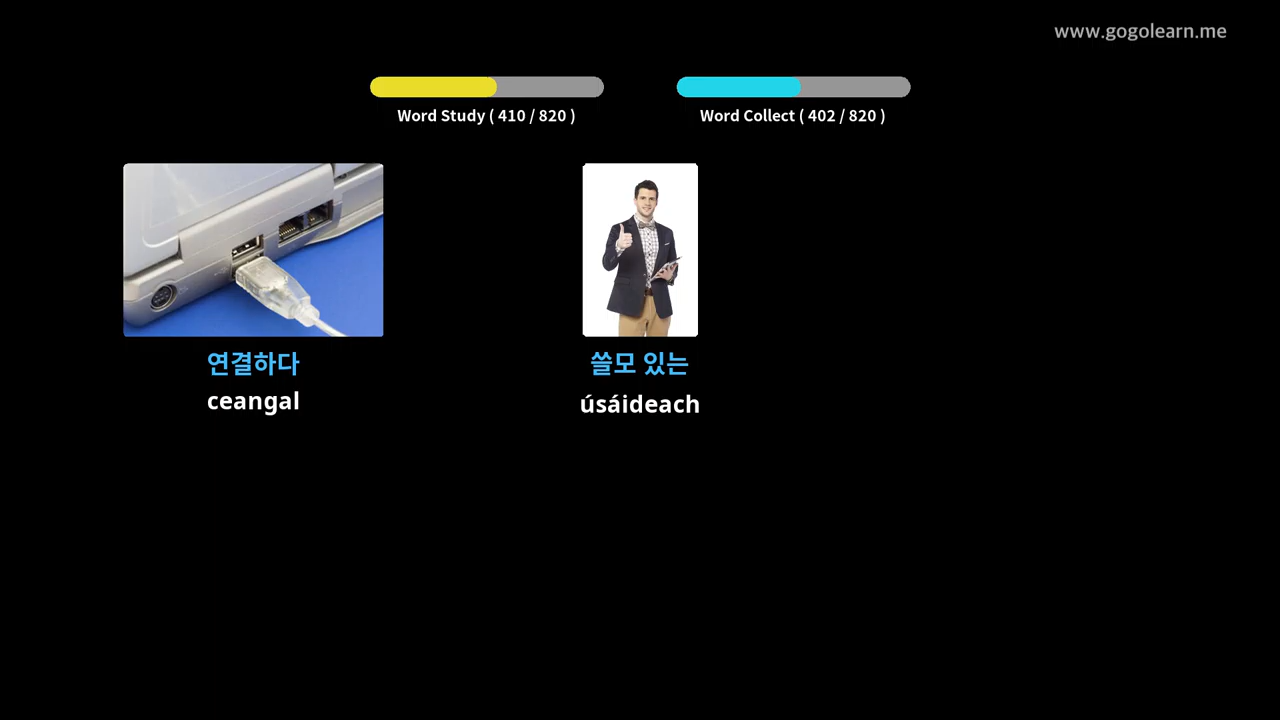 www.gogolearn.me
Word Study ( 410 / 820 )
Word Collect ( 402 / 820 )
연결하다
ceangal
쓸모 있는
úsáideach